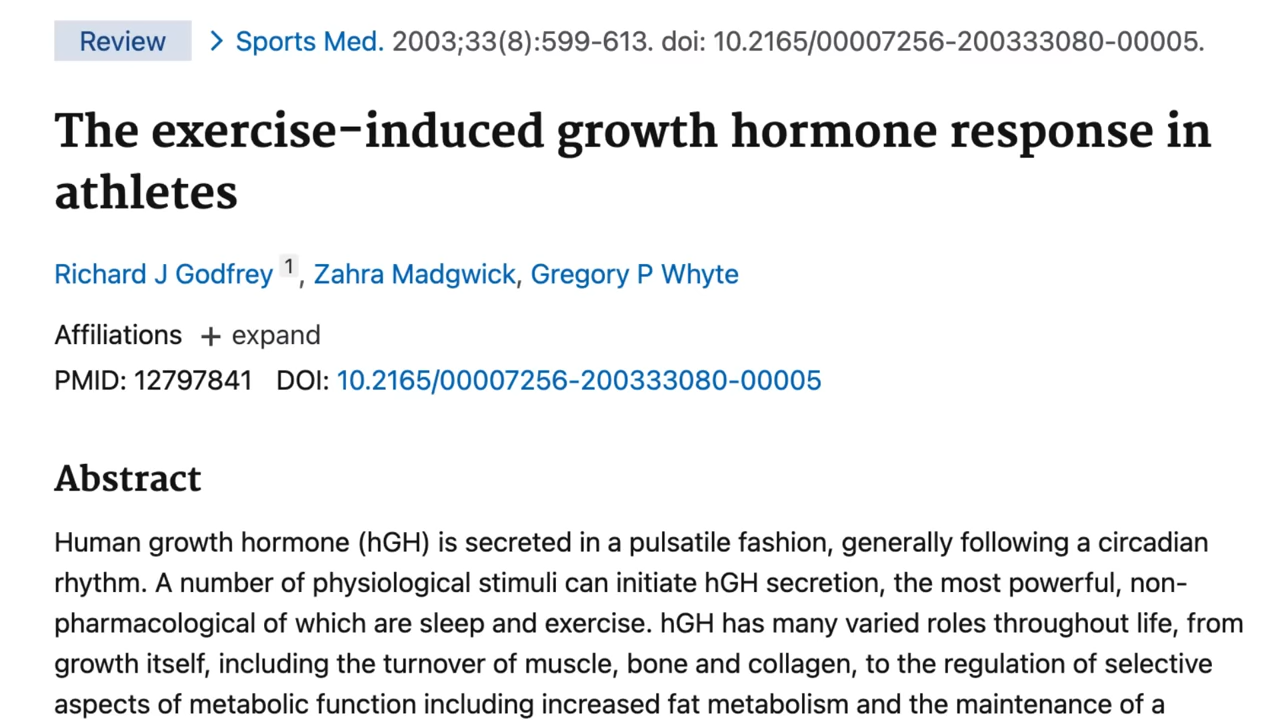 Review > Sports Med. 2003;33(8):599-613. doi: 10.2165/00007256-200333080-00005.
The exercise-induced growth hormone response in
athletes
Richard J Godfrey 1, Zahra Madgwick, Gregory P Whyte
Affiliations + expand
PMID: 12797841 DOI: 10.2165/00007256-200333080-00005
Abstract
Human growth hormone (hGH) is secreted in a pulsatile fashion, generally following a circadian
rhythm. A number of physiological stimuli can initiate hGH secretion, the most powerful, non-
pharmacological of which are sleep and exercise. hGH has many varied roles throughout life, from
growth itself, including the turnover of muscle, bone and collagen, to the regulation of selective
aspects of metabolic function including increased fat metabolism and the maintenance of a